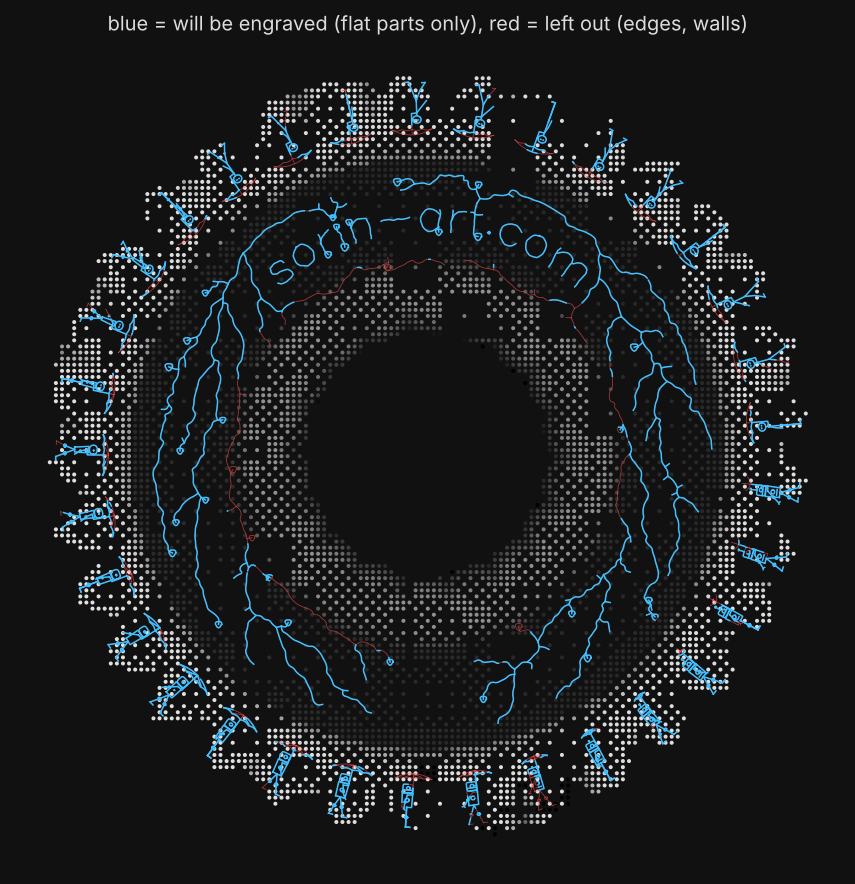 blue = will be engraved (flat parts only), red = left out (edges, walls)
sorin - art.com